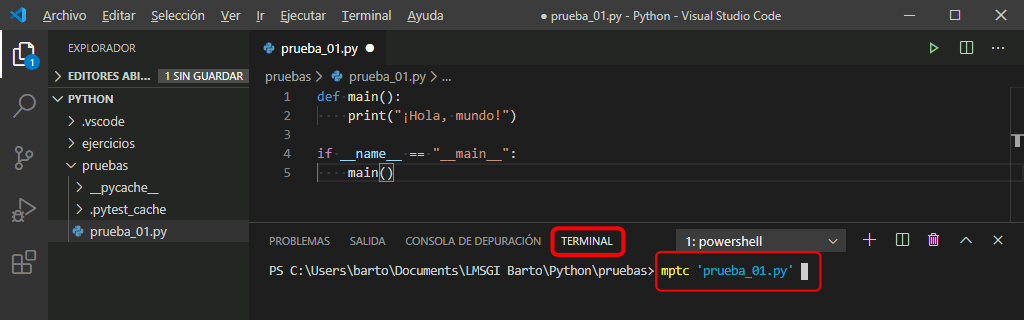 Archivo Editar Selección Ver Ir Ejecutar Terminal Ayuda ● prueba_01.py - Python - Visual Studio Code
EXPLORADOR
prueba_01.py ●
1
EDITORES ABI... 1 SIN GUARDAR
pruebas > prueba_01.py > ...
PYTHON
.vscode
ejercicios
pruebas
__pycache__
.pytest_cache
prueba_01.py
1 def main():
2 ····print("¡Hola,·mundo!")
3
4 if·__name__·==·"__main__":
5 ····main()
PROBLEMAS SALIDA CONSOLA DE DEPURACIÓN TERMINAL 1: powershell
PS C:\Users\barto\Documents\LMSGI Barto\Python\pruebas> mptc 'prueba_01.py'